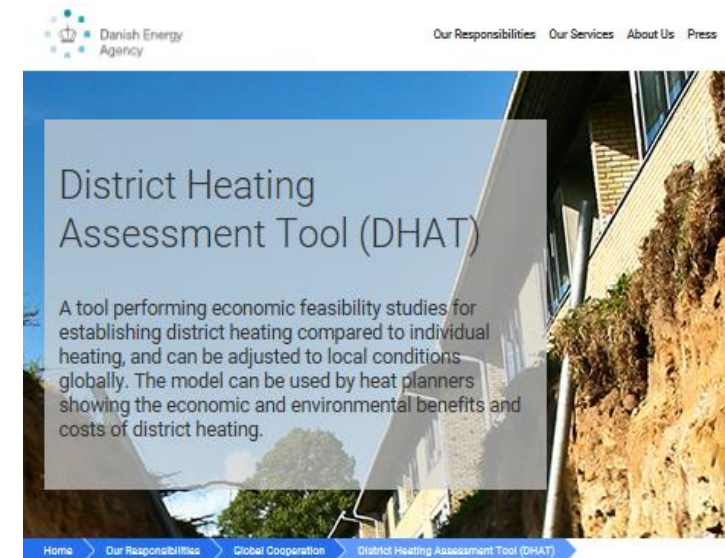 Danish Energy
Agency
Our Responsibilities Our Services About Us Press
District Heating
Assessment Tool (DHAT)
A tool performing economic feasibility studies for
establishing district heating compared to individual
heating, and can be adjusted to local conditions
globally. The model can be used by heat planners
showing the economic and environmental benefits and
costs of district heating.
Home Our Responsibilities Global Cooperation District Heating Assessment Tool (DHAT)